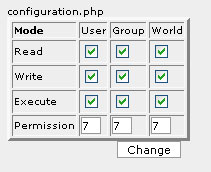 configuration.php
Mode User Group World
Read
Write
Execute
Permission 7 7 7
Change